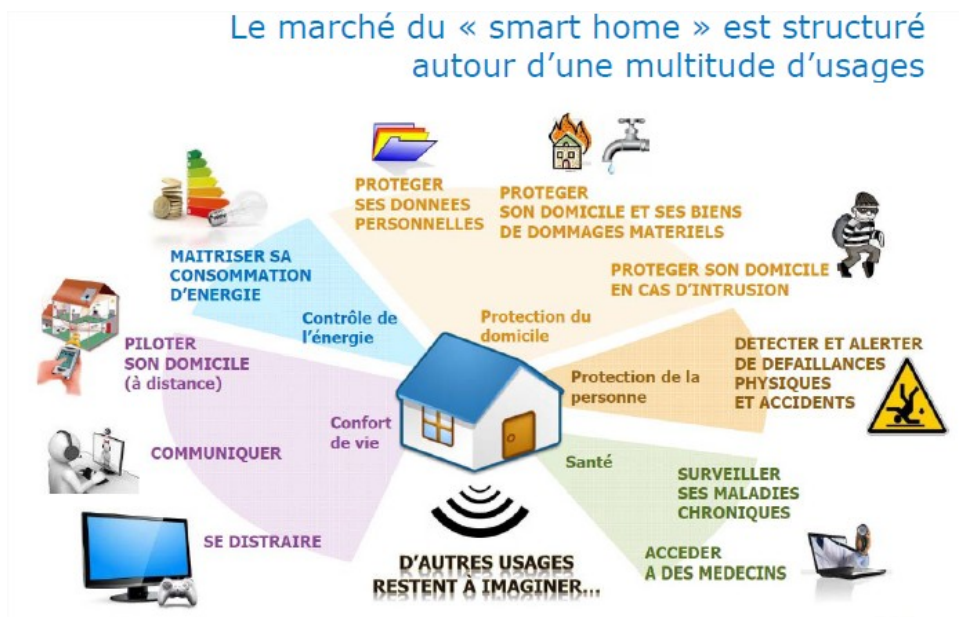 Le marché du « smart home » est structuré
autour d'une multitude d'usages
PROTEGER
SES DONNEES
PERSONNELLES
PROTEGER
SON DOMICILE ET SES BIENS
DE DOMMAGES MATERIELS
MAITRISER SA
CONSOMMATION
D'ENERGIE
PROTEGER SON DOMICILE
EN CAS D'INTRUSION
Contrôle de
l'énergie
Protection du
domicile
PILOTER
SON DOMICILE
(à distance)
DETECTER ET ALERTER
DE DEFAILLANCES
PHYSIQUES
ET ACCIDENTS
Protection de la
personne
Confort
de vie
COMMUNIQUER
Santé
SURVEILLER
SES MALADIES
CHRONIQUES
SE DISTRAIRE
ACCEDER
A DES MEDECINS
D'AUTRES USAGES
RESTENT À IMAGINER...